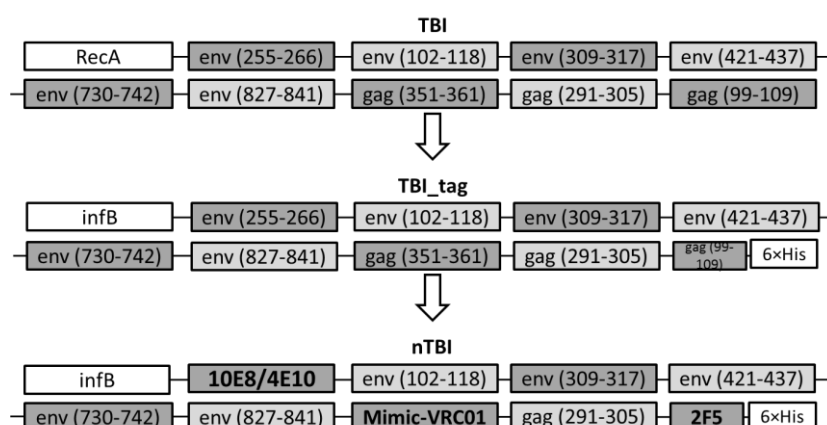 TBI
RecA env (255-266) env (102-118) env (309-317) env (421-437)
env (730-742) env (827-841) gag (351-361) gag (291-305) gag (99-109)
TBI_tag
infB env (255-266) env (102-118) env (309-317) env (421-437)
env (730-742) env (827-841) gag (351-361) gag (291-305) gag (99-
109) 6×His
nTBI
infB 10E8/4E10 env (102-118) env (309-317) env (421-437)
env (730-742) env (827-841) Mimic-VRC01 gag (291-305) 2F5 6×His